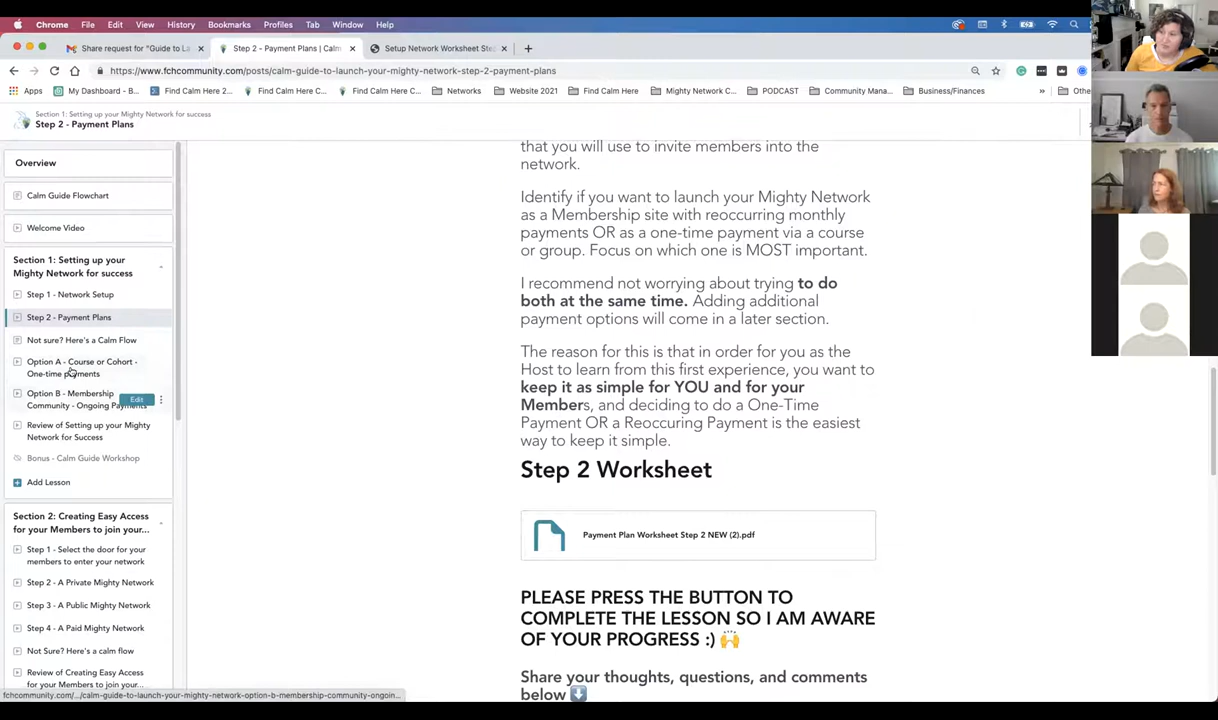 Chrome File Edit View History Bookmarks Profiles Tab Window Help
Share request for "Guide to La
Step 2 - Payment Plans | Calm
Setup Network Worksheet Ste
https://www.fchcommunity.com/posts/calm-guide-to-launch-your-mighty-network-step-2-payment-plans
Apps My Dashboard - B... Find Calm Here 2... Find Calm Here C... Find Calm Here C... Networks Website 2021 Find Calm Here Mighty Network C... PODCAST Community Mana... Business/Finances » Othe
Section 1: Setting up your Mighty Network for success
Step 2 - Payment Plans
Overview
Calm Guide Flowchart
Welcome Video
Section 1: Setting up your
Mighty Network for success
Step 1 - Network Setup
Step 2 - Payment Plans
Not sure? Here's a Calm Flow
Option A - Course or Cohort -
One-time payments
Option B - Membership
Community - Ongoing Payments
Edit
Review of Setting up your Mighty
Network for Success
Bonus - Calm Guide Workshop
Add Lesson
Section 2: Creating Easy Access
for your Members to join your...
Step 1 - Select the door for your
members to enter your network
Step 2 - A Private Mighty Network
Step 3 - A Public Mighty Network
Step 4 - A Paid Mighty Network
Not Sure? Here's a calm flow
Review of Creating Easy Access
for your Members to join your ...
fchcommunity.com/.../calm-guide-to-launch-your-mighty-network-option-b-membership-community-ongoin...
that you will use to invite members into the
network.
Identify if you want to launch your Mighty Network
as a Membership site with reoccurring monthly
payments OR as a one-time payment via a course
or group. Focus on which one is MOST important.
I recommend not worrying about trying to do
both at the same time. Adding additional
payment options will come in a later section.
The reason for this is that in order for you as the
Host to learn from this first experience, you want to
keep it as simple for YOU and for your
Members, and deciding to do a One-Time
Payment OR a Reoccuring Payment is the easiest
way to keep it simple.
Step 2 Worksheet
Payment Plan Worksheet Step 2 NEW (2).pdf
PLEASE PRESS THE BUTTON TO
COMPLETE THE LESSON SO I AM AWARE
OF YOUR PROGRESS :) 🙌
Share your thoughts, questions, and comments
below ⬇️